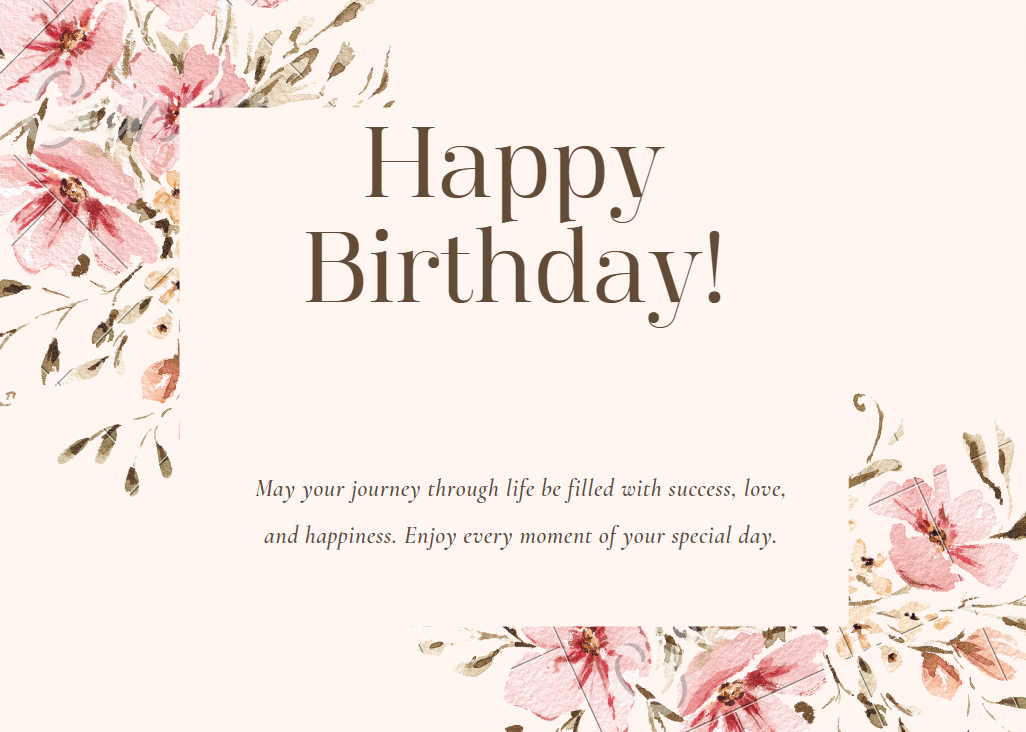 Happy
Birthday!
May your journey through life be filled with success, love,
and happiness. Enjoy every moment of your special day.